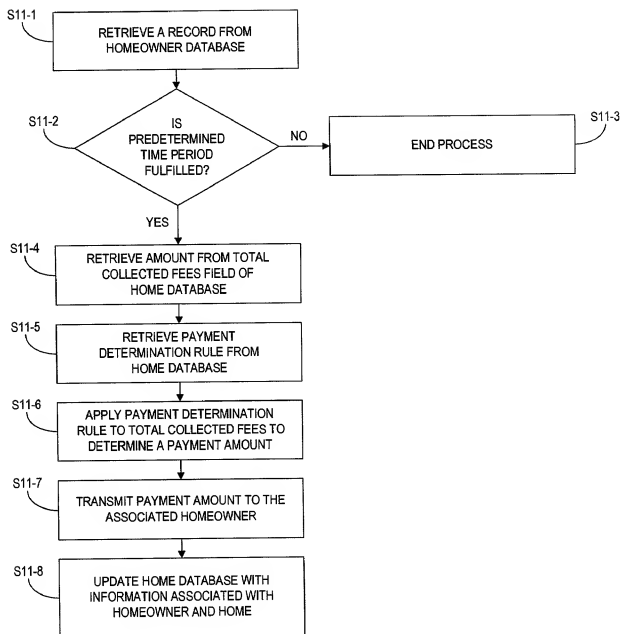 S11-1
RETRIEVE A RECORD FROM
HOMEOWNER DATABASE
S11-2
IS
PREDETERMINED
TIME PERIOD
FULFILLED?
NO
S11-3
END PROCESS
YES
S11-4
RETRIEVE AMOUNT FROM TOTAL
COLLECTED FEES FIELD OF
HOME DATABASE
S11-5
RETRIEVE PAYMENT
DETERMINATION RULE FROM
HOME DATABASE
S11-6
APPLY PAYMENT DETERMINATION
RULE TO TOTAL COLLECTED FEES TO
DETERMINE A PAYMENT AMOUNT
S11-7
TRANSMIT PAYMENT AMOUNT TO THE
ASSOCIATED HOMEOWNER
S11-8
UPDATE HOME DATABASE WITH
INFORMATION ASSOCIATED WITH
HOMEOWNER AND HOME